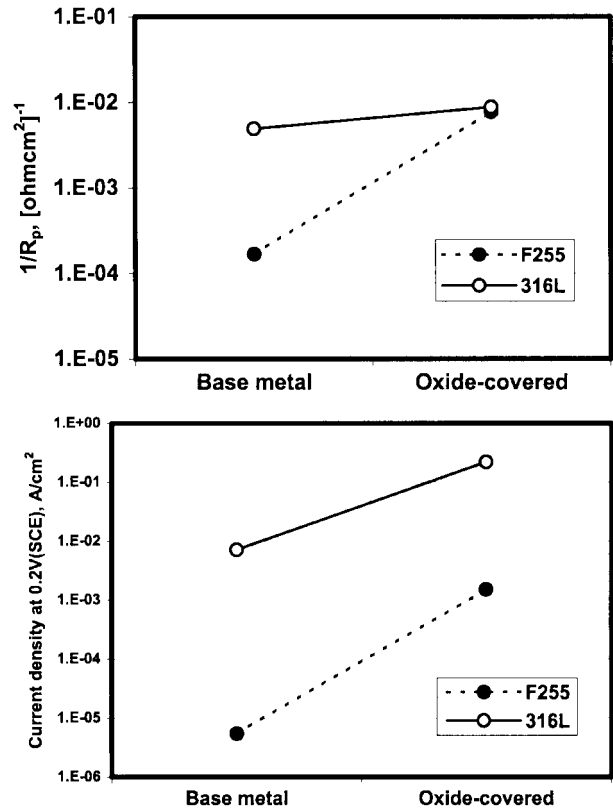 1.E-01
1.E-02
1.E-03
1.E-04
1.E-05
1/Rp, [ohmcm²]⁻¹
F255
316L
Base metal
Oxide-covered
1.E+00
1.E-01
1.E-02
1.E-03
1.E-04
1.E-05
1.E-06
Current density at 0.2V(SCE), A/cm²
F255
316L
Base metal
Oxide-covered